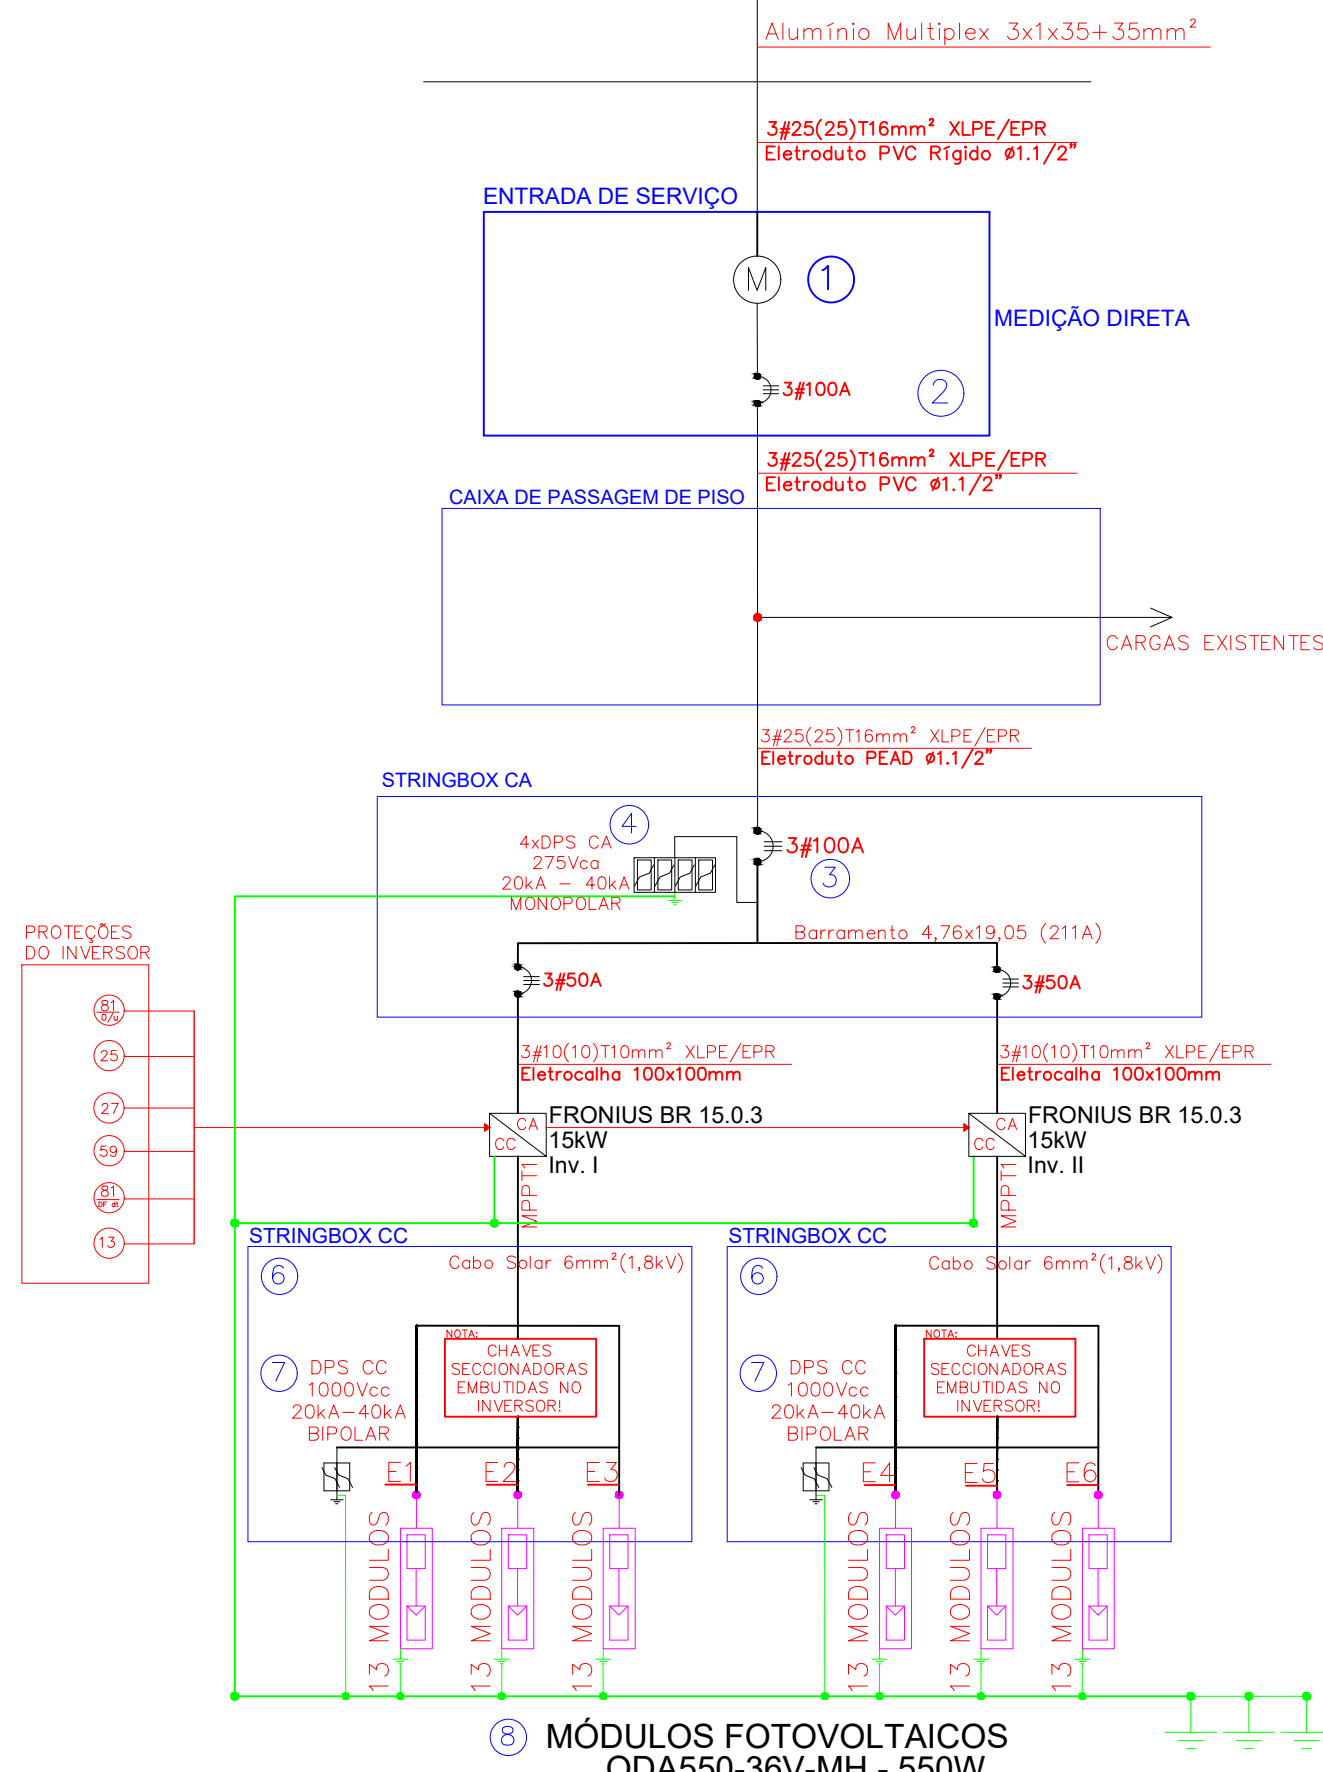 Alumínio Multiplex 3x1x35+35mm²
3#25(25)T16mm² XLPE/EPR
Eletroduto PVC Rígido ø1.1/2"
ENTRADA DE SERVIÇO
M
1
MEDIÇÃO DIRETA
3#100A
2
3#25(25)T16mm² XLPE/EPR
Eletroduto PVC ø1.1/2"
CAIXA DE PASSAGEM DE PISO
CARGAS EXISTENTES
3#25(25)T16mm² XLPE/EPR
Eletroduto PEAD ø1.1/2"
STRINGBOX CA
4
4xDPS CA
275Vca
20kA - 40kA
MONOPOLAR
3#100A
3
Barramento 4,76x19,05 (211A)
3#50A
3#50A
PROTEÇÕES
DO INVERSOR
81
O/u
25
27
59
81
DF dt
13
3#10(10)T10mm² XLPE/EPR
Eletrocalha 100x100mm
3#10(10)T10mm² XLPE/EPR
Eletrocalha 100x100mm
CA
CC
FRONIUS BR 15.0.3
15kW
Inv. I
MPPT1
CA
CC
FRONIUS BR 15.0.3
15kW
Inv. II
MPPT1
STRINGBOX CC
Cabo Solar 6mm²(1,8kV)
6
NOTA:
CHAVES
SECCIONADORAS
EMBUTIDAS NO
INVERSOR!
7
DPS CC
1000Vcc
20kA-40kA
BIPOLAR
E1
E2
E3
13 MODULOS
13 MODULOS
13 MODULOS
STRINGBOX CC
Cabo Solar 6mm²(1,8kV)
6
NOTA:
CHAVES
SECCIONADORAS
EMBUTIDAS NO
INVERSOR!
7
DPS CC
1000Vcc
20kA-40kA
BIPOLAR
E4
E5
E6
13 MODULOS
13 MODULOS
13 MODULOS
8
MÓDULOS FOTOVOLTAICOS
ODA550-36V-MH - 550W